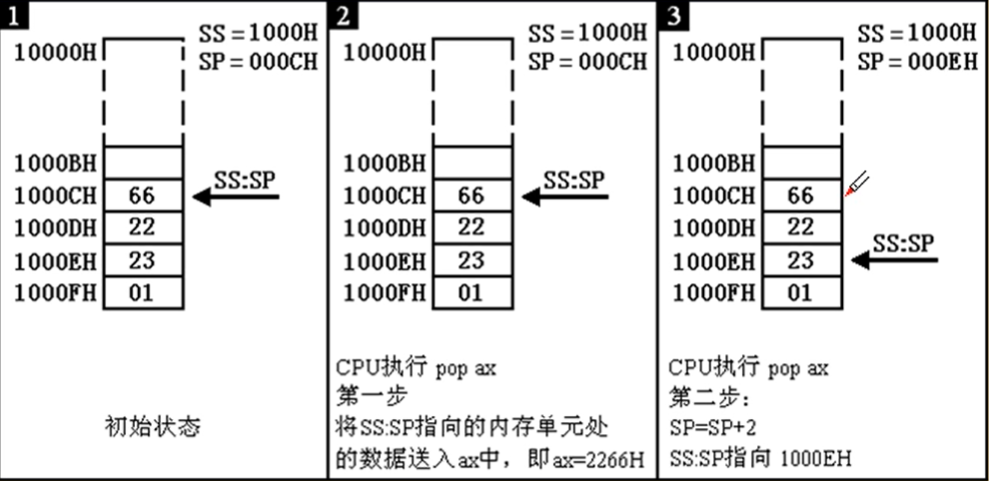 1
SS=1000H
10000H
SP=000CH
1000BH
SS:SP
1000CH 66
1000DH 22
1000EH 23
1000FH 01
初始状态
2
SS=1000H
10000H
SP=000CH
1000BH
SS:SP
1000CH 66
1000DH 22
1000EH 23
1000FH 01
CPU执行 pop ax
第一步
将SS:SP指向的内存单元处
的数据送入ax中，即ax=2266H
3
SS=1000H
10000H
SP=000EH
1000BH
1000CH 66
1000DH 22
SS:SP
1000EH 23
1000FH 01
CPU执行 pop ax
第二步：
SP=SP+2
SS:SP指向 1000EH